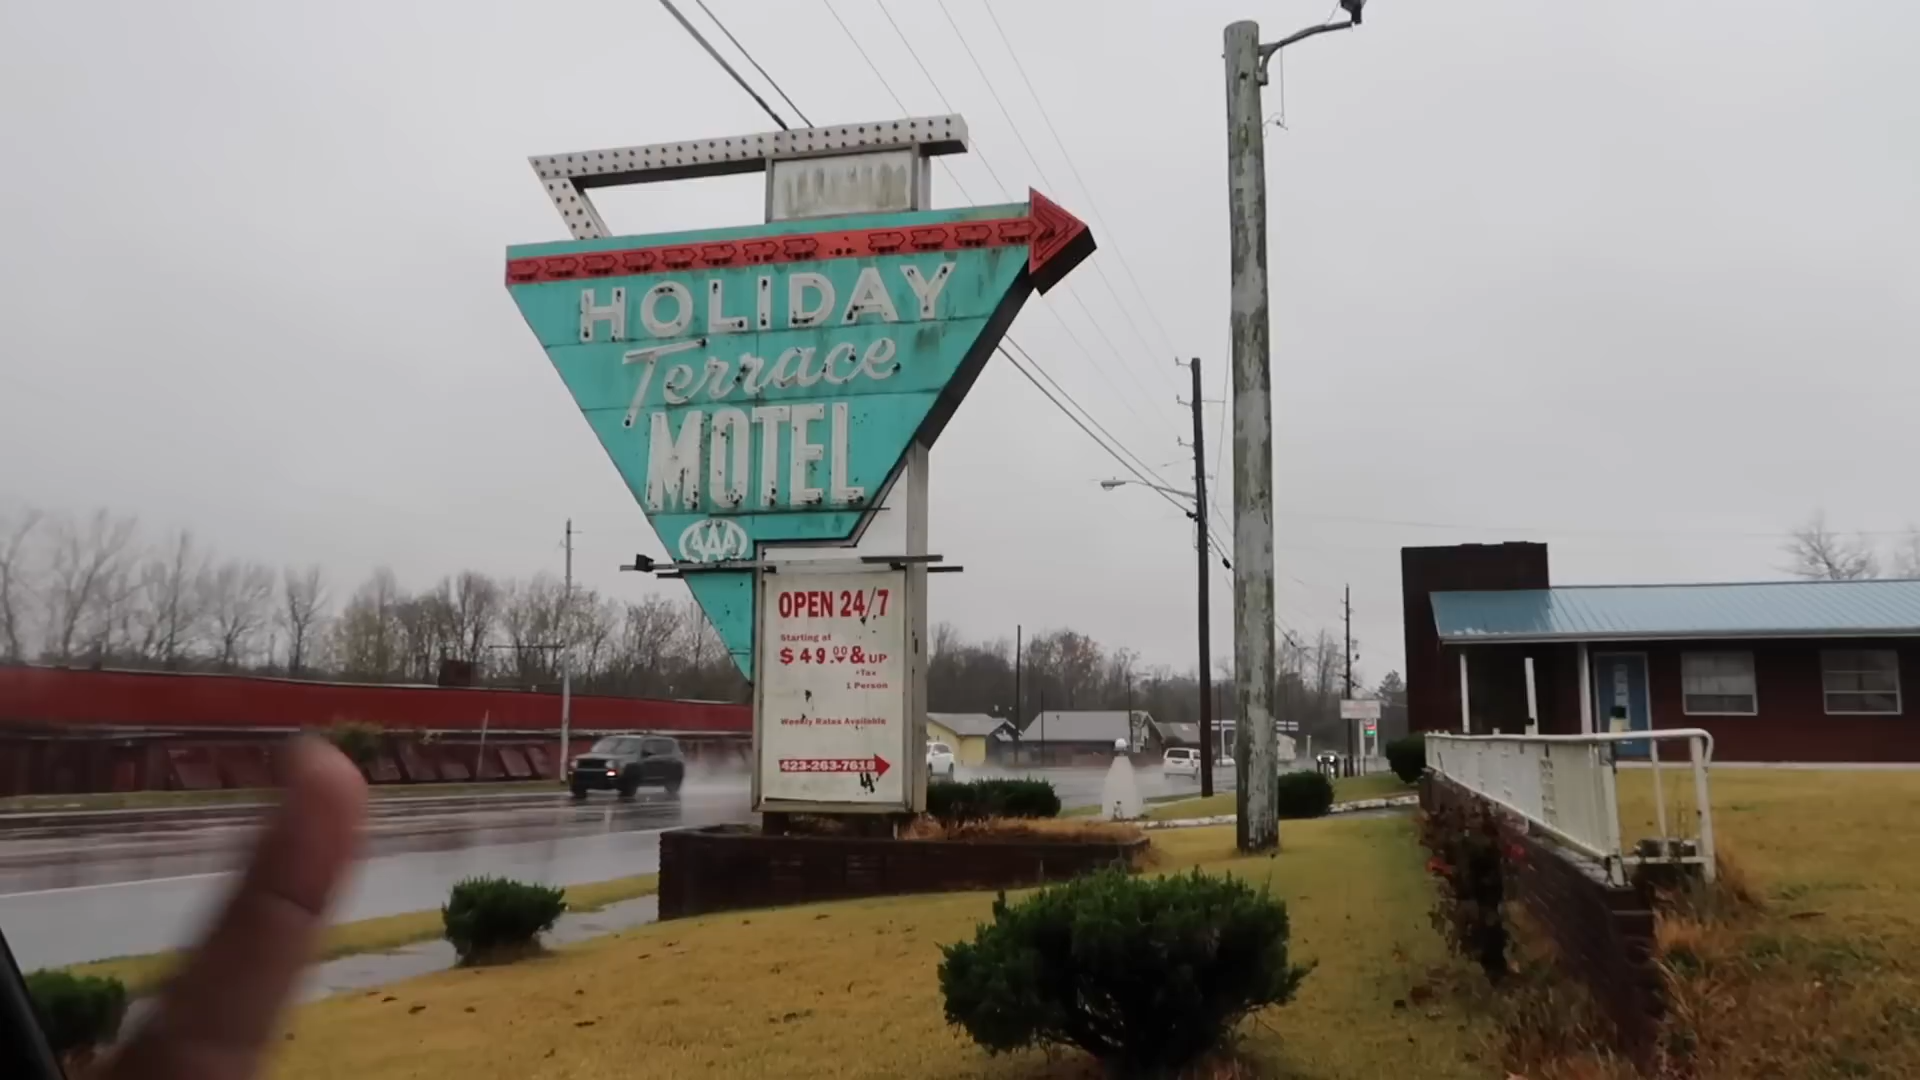 HOLIDAY
Terrace
MOTEL
AAA
OPEN 24/7
Starting at
$49.00 & UP
+Tax
1 Person
Weekly Rates Available
423-263-7618